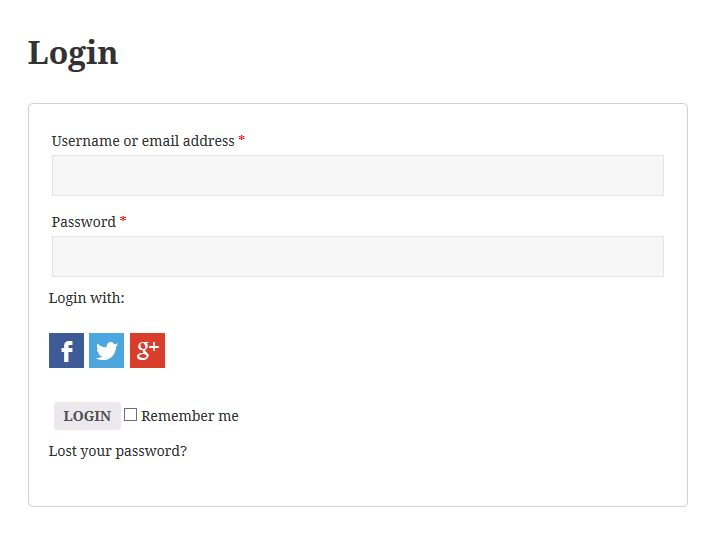 Login
Username or email address *
Password *
Login with:
f g+
LOGIN Remember me
Lost your password?